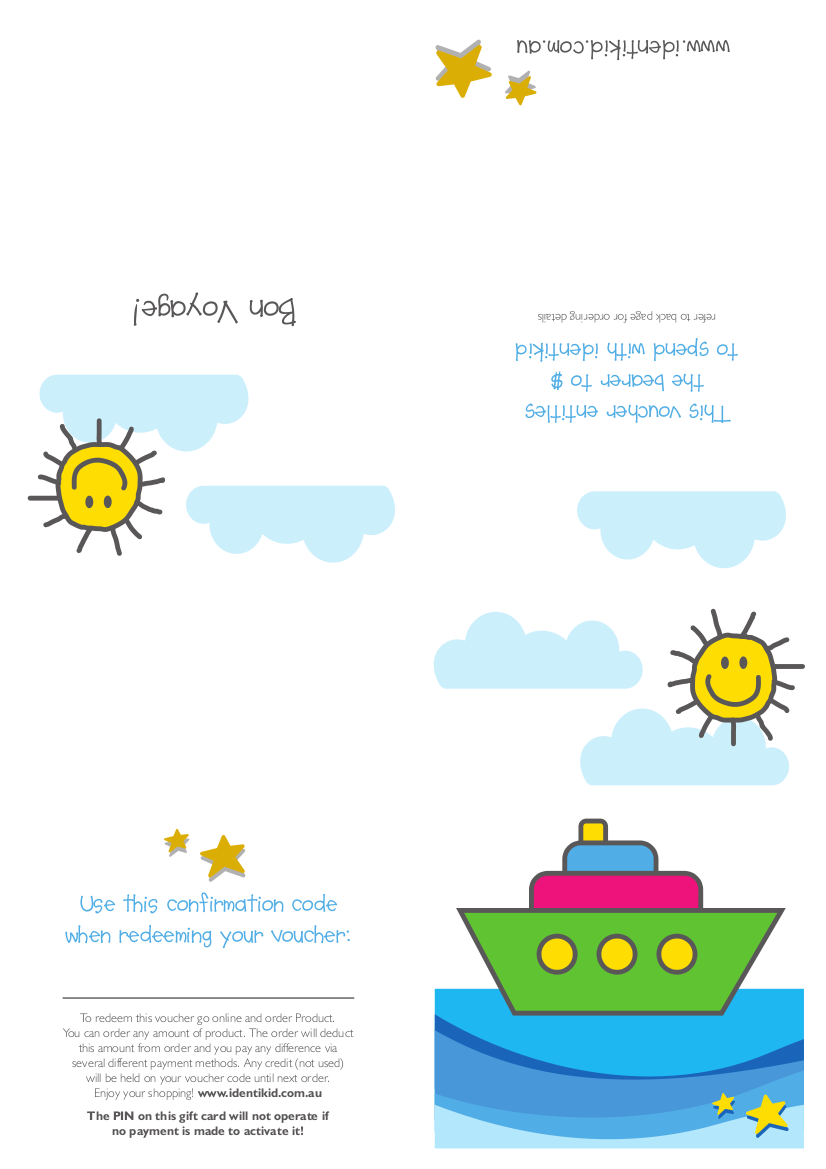 www.identikid.com.au
Bon Voyage!
This voucher entitles
the bearer to $
to spend with identikid
refer to back page for ordering details
Use this confirmation code
when redeeming your voucher:
To redeem this voucher go online and order Product.
You can order any amount of product. The order will deduct
this amount from order and you pay any difference via
several different payment methods. Any credit (not used)
will be held on your voucher code until next order.
Enjoy your shopping! www.identikid.com.au
The PIN on this gift card will not operate if
no payment is made to activate it!